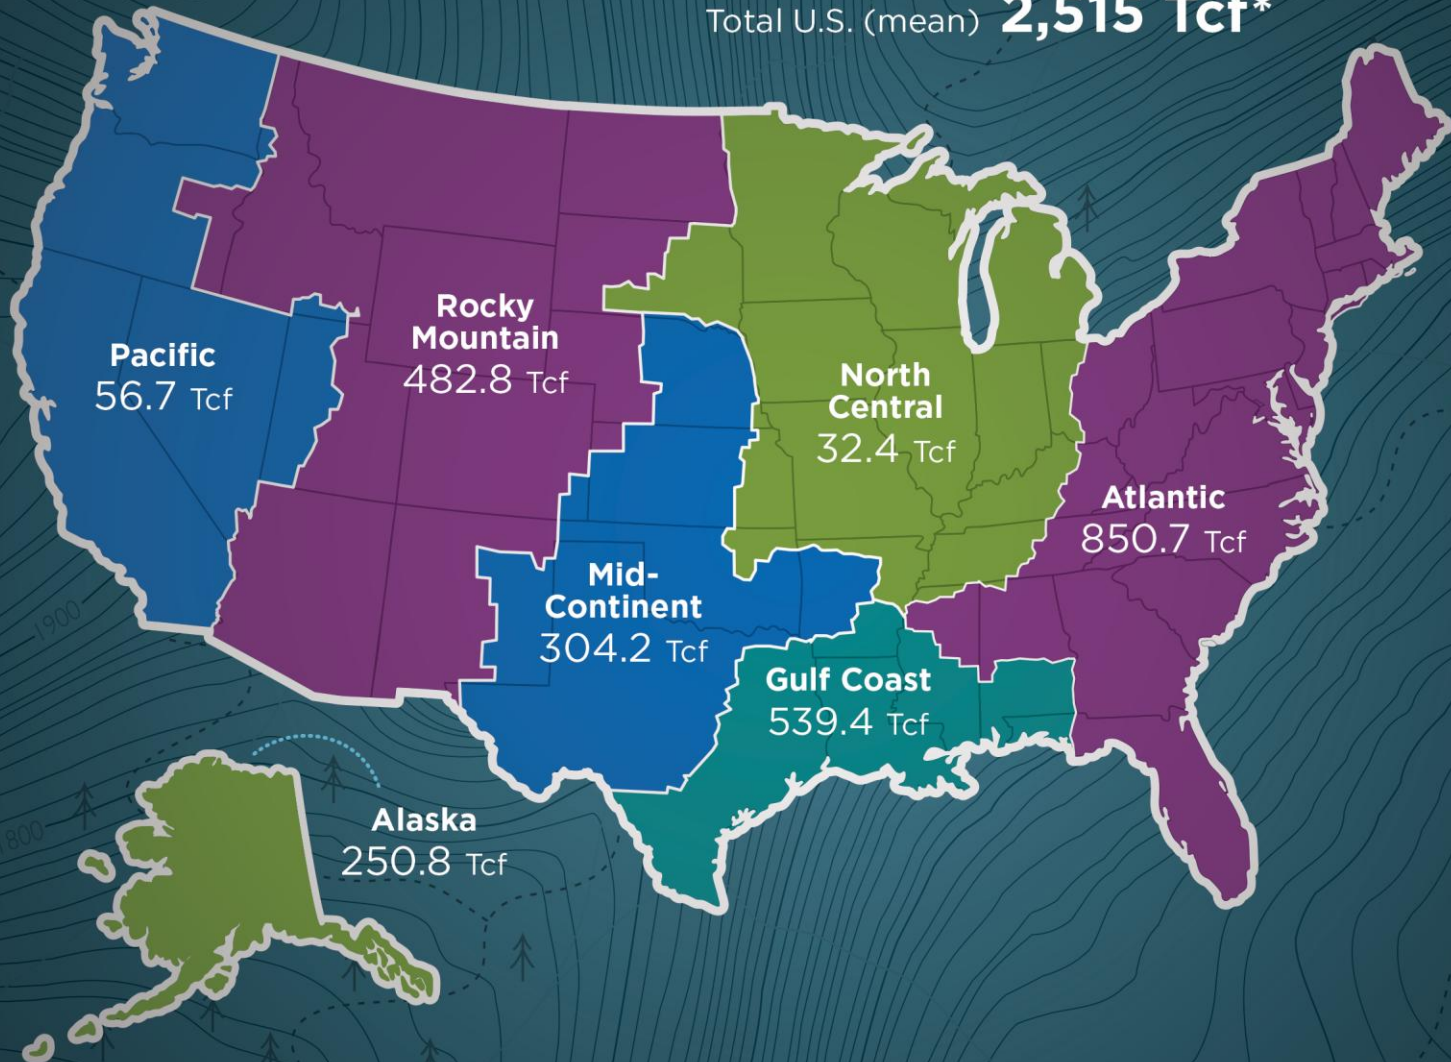 Total U.S. (mean) 2,515 Tcf*
Pacific
56.7 Tcf
Rocky
Mountain
482.8 Tcf
North
Central
32.4 Tcf
Atlantic
850.7 Tcf
Mid-
Continent
304.2 Tcf
Gulf Coast
539.4 Tcf
1900
1800
Alaska
250.8 Tcf